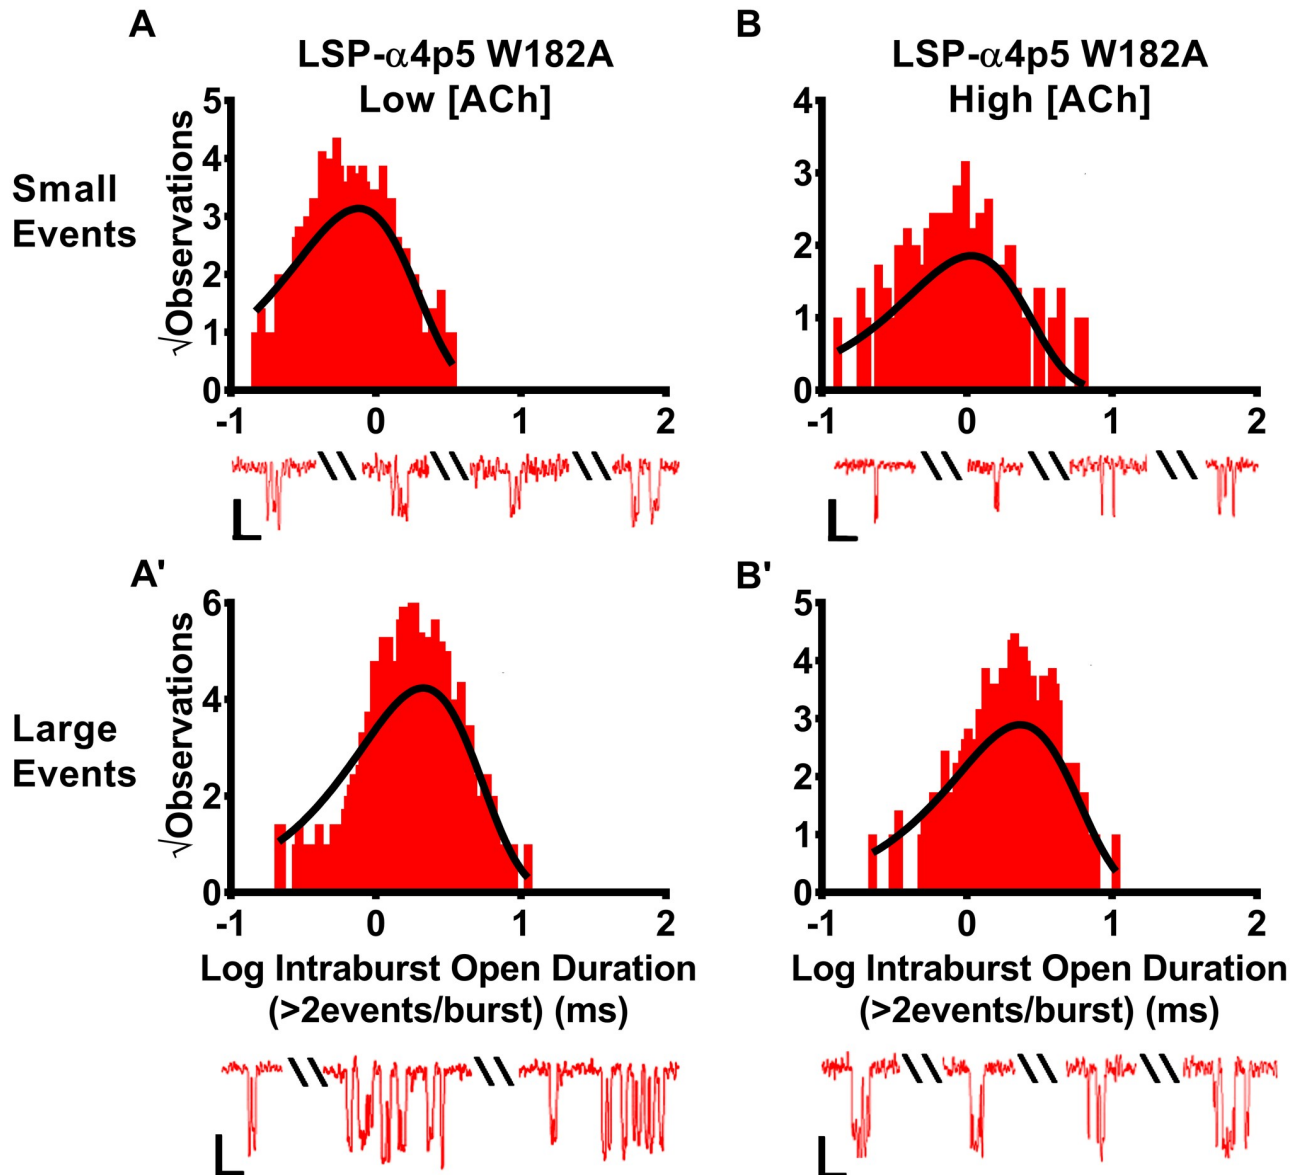 A
B
LSP-α4p5 W182A
Low [ACh]
LSP-α4p5 W182A
High [ACh]
Small
Events
√Observations
5
4
3
2
1
0
-1 0 1 2
4
3
2
1
0
-1 0 1 2
A'
B'
Large
Events
√Observations
6
4
2
0
-1 0 1 2
5
4
3
2
1
0
-1 0 1 2
Log Intraburst Open Duration
(>2events/burst) (ms)
Log Intraburst Open Duration
(>2events/burst) (ms)